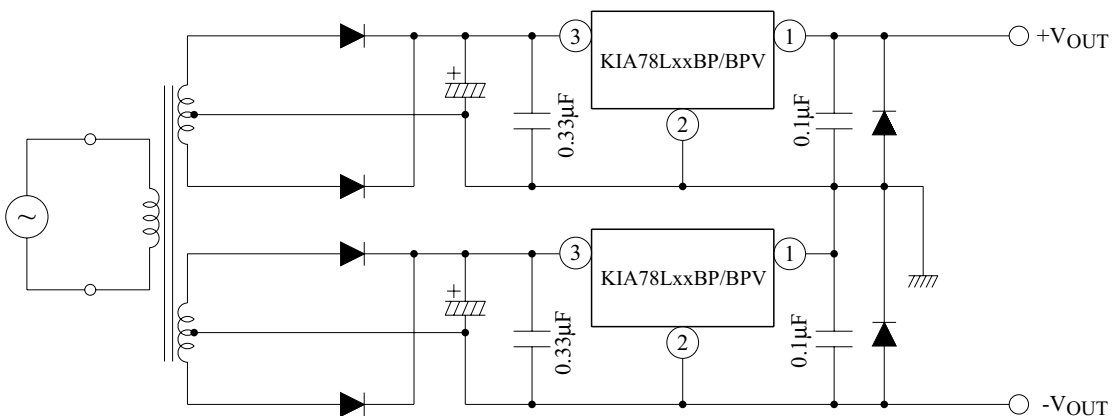 3
KIA78LxxBP/BPV
1
+VOUT
+
0.33µF
2
0.1µF
~
3
KIA78LxxBP/BPV
1
+
0.33µF
2
0.1µF
-VOUT